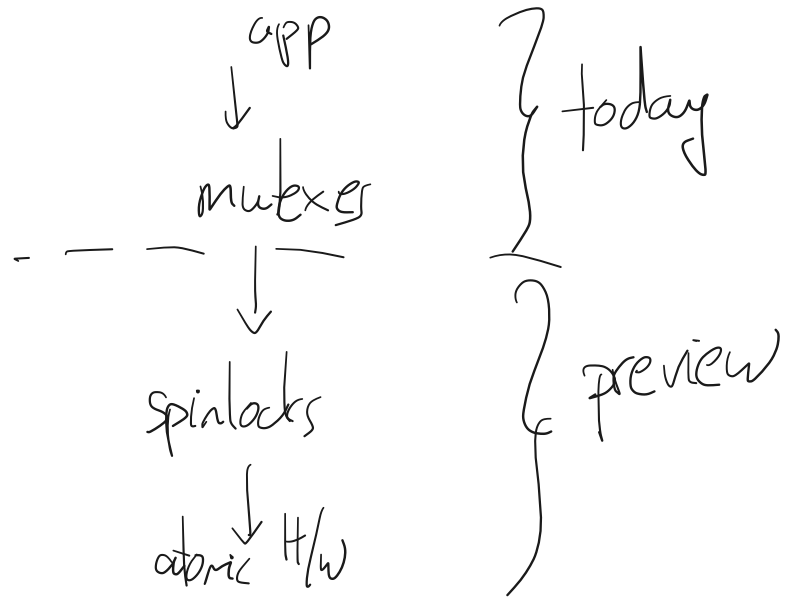 app
today
mutexes
preview
spinlocks
atomic H/W